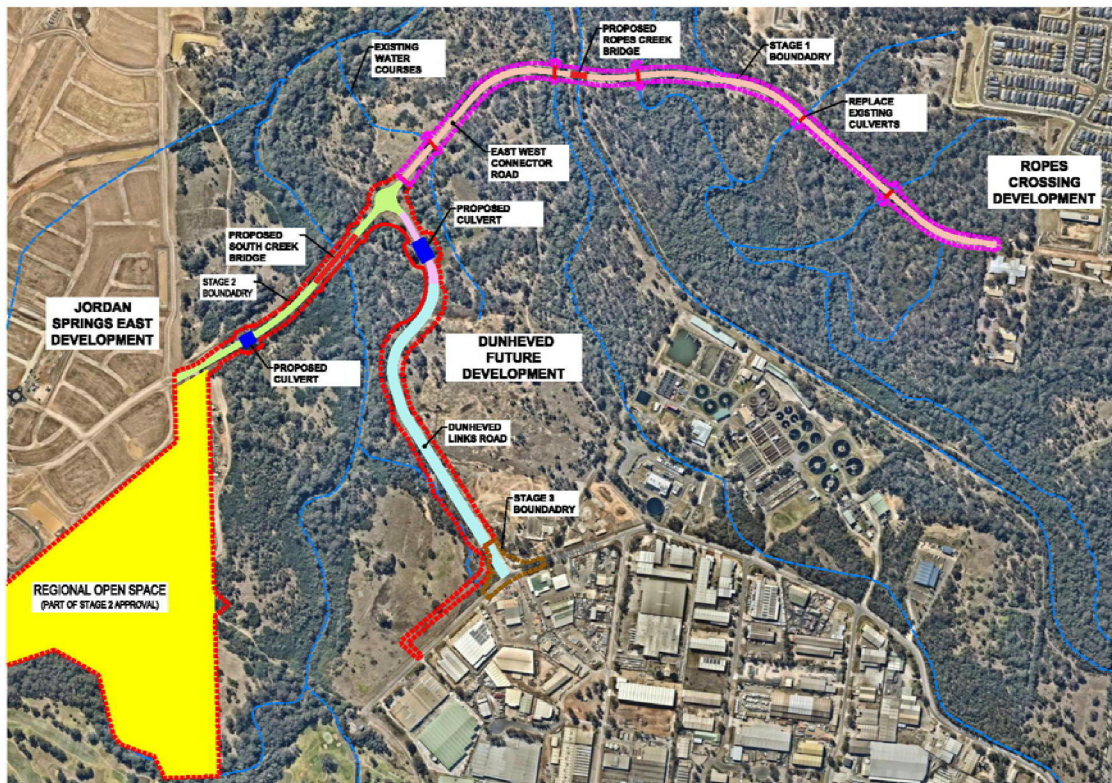 EXISTING
WATER
COURSES
PROPOSED
ROPES CREEK
BRIDGE
STAGE 1
BOUNDADRY
REPLACE
EXISTING
CULVERTS
EAST WEST
CONNECTOR
ROAD
ROPES
CROSSING
DEVELOPMENT
PROPOSED
CULVERT
PROPOSED
SOUTH CREEK
BRIDGE
STAGE 2
BOUNDADRY
JORDAN
SPRINGS EAST
DEVELOPMENT
DUNHEVED
FUTURE
DEVELOPMENT
PROPOSED
CULVERT
DUNHEVED
LINKS ROAD
STAGE 3
BOUNDADRY
REGIONAL OPEN SPACE
(PART OF STAGE 2 APPROVAL)